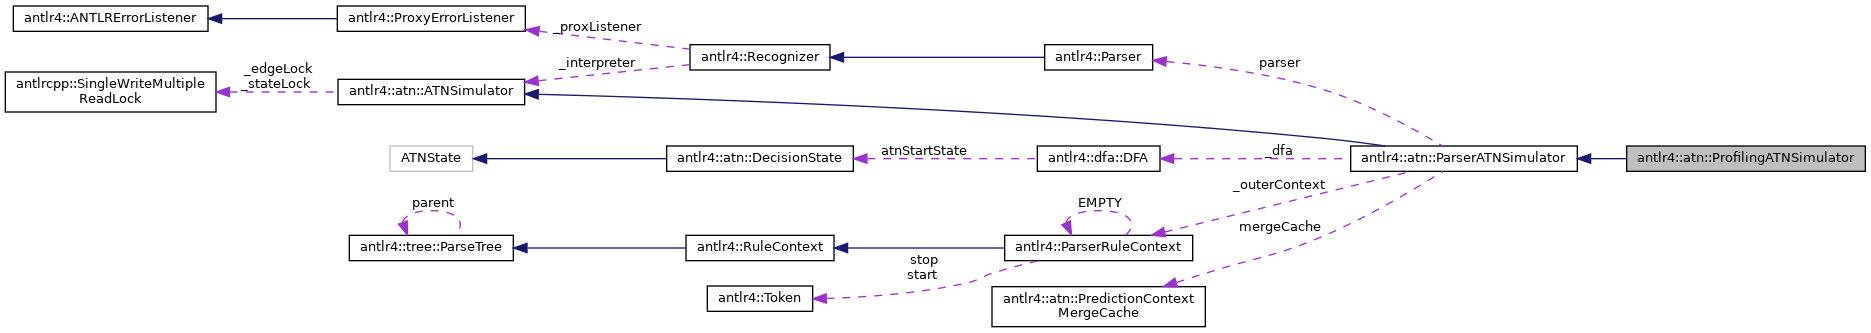 antlr4::ANTLRErrorListener
antlr4::ProxyErrorListener
_proxListener
antlr4::Recognizer
antlr4::Parser
parser
_interpreter
_edgeLock
_stateLock
antlrcpp::SingleWriteMultiple
ReadLock
antlr4::atn::ATNSimulator
ATNState
antlr4::atn::DecisionState
atnStartState
antlr4::dfa::DFA
_dfa
antlr4::atn::ParserATNSimulator
antlr4::atn::ProfilingATNSimulator
_outerContext
parent
EMPTY
mergeCache
antlr4::tree::ParseTree
antlr4::RuleContext
antlr4::ParserRuleContext
stop
start
antlr4::Token
antlr4::atn::PredictionContext
MergeCache